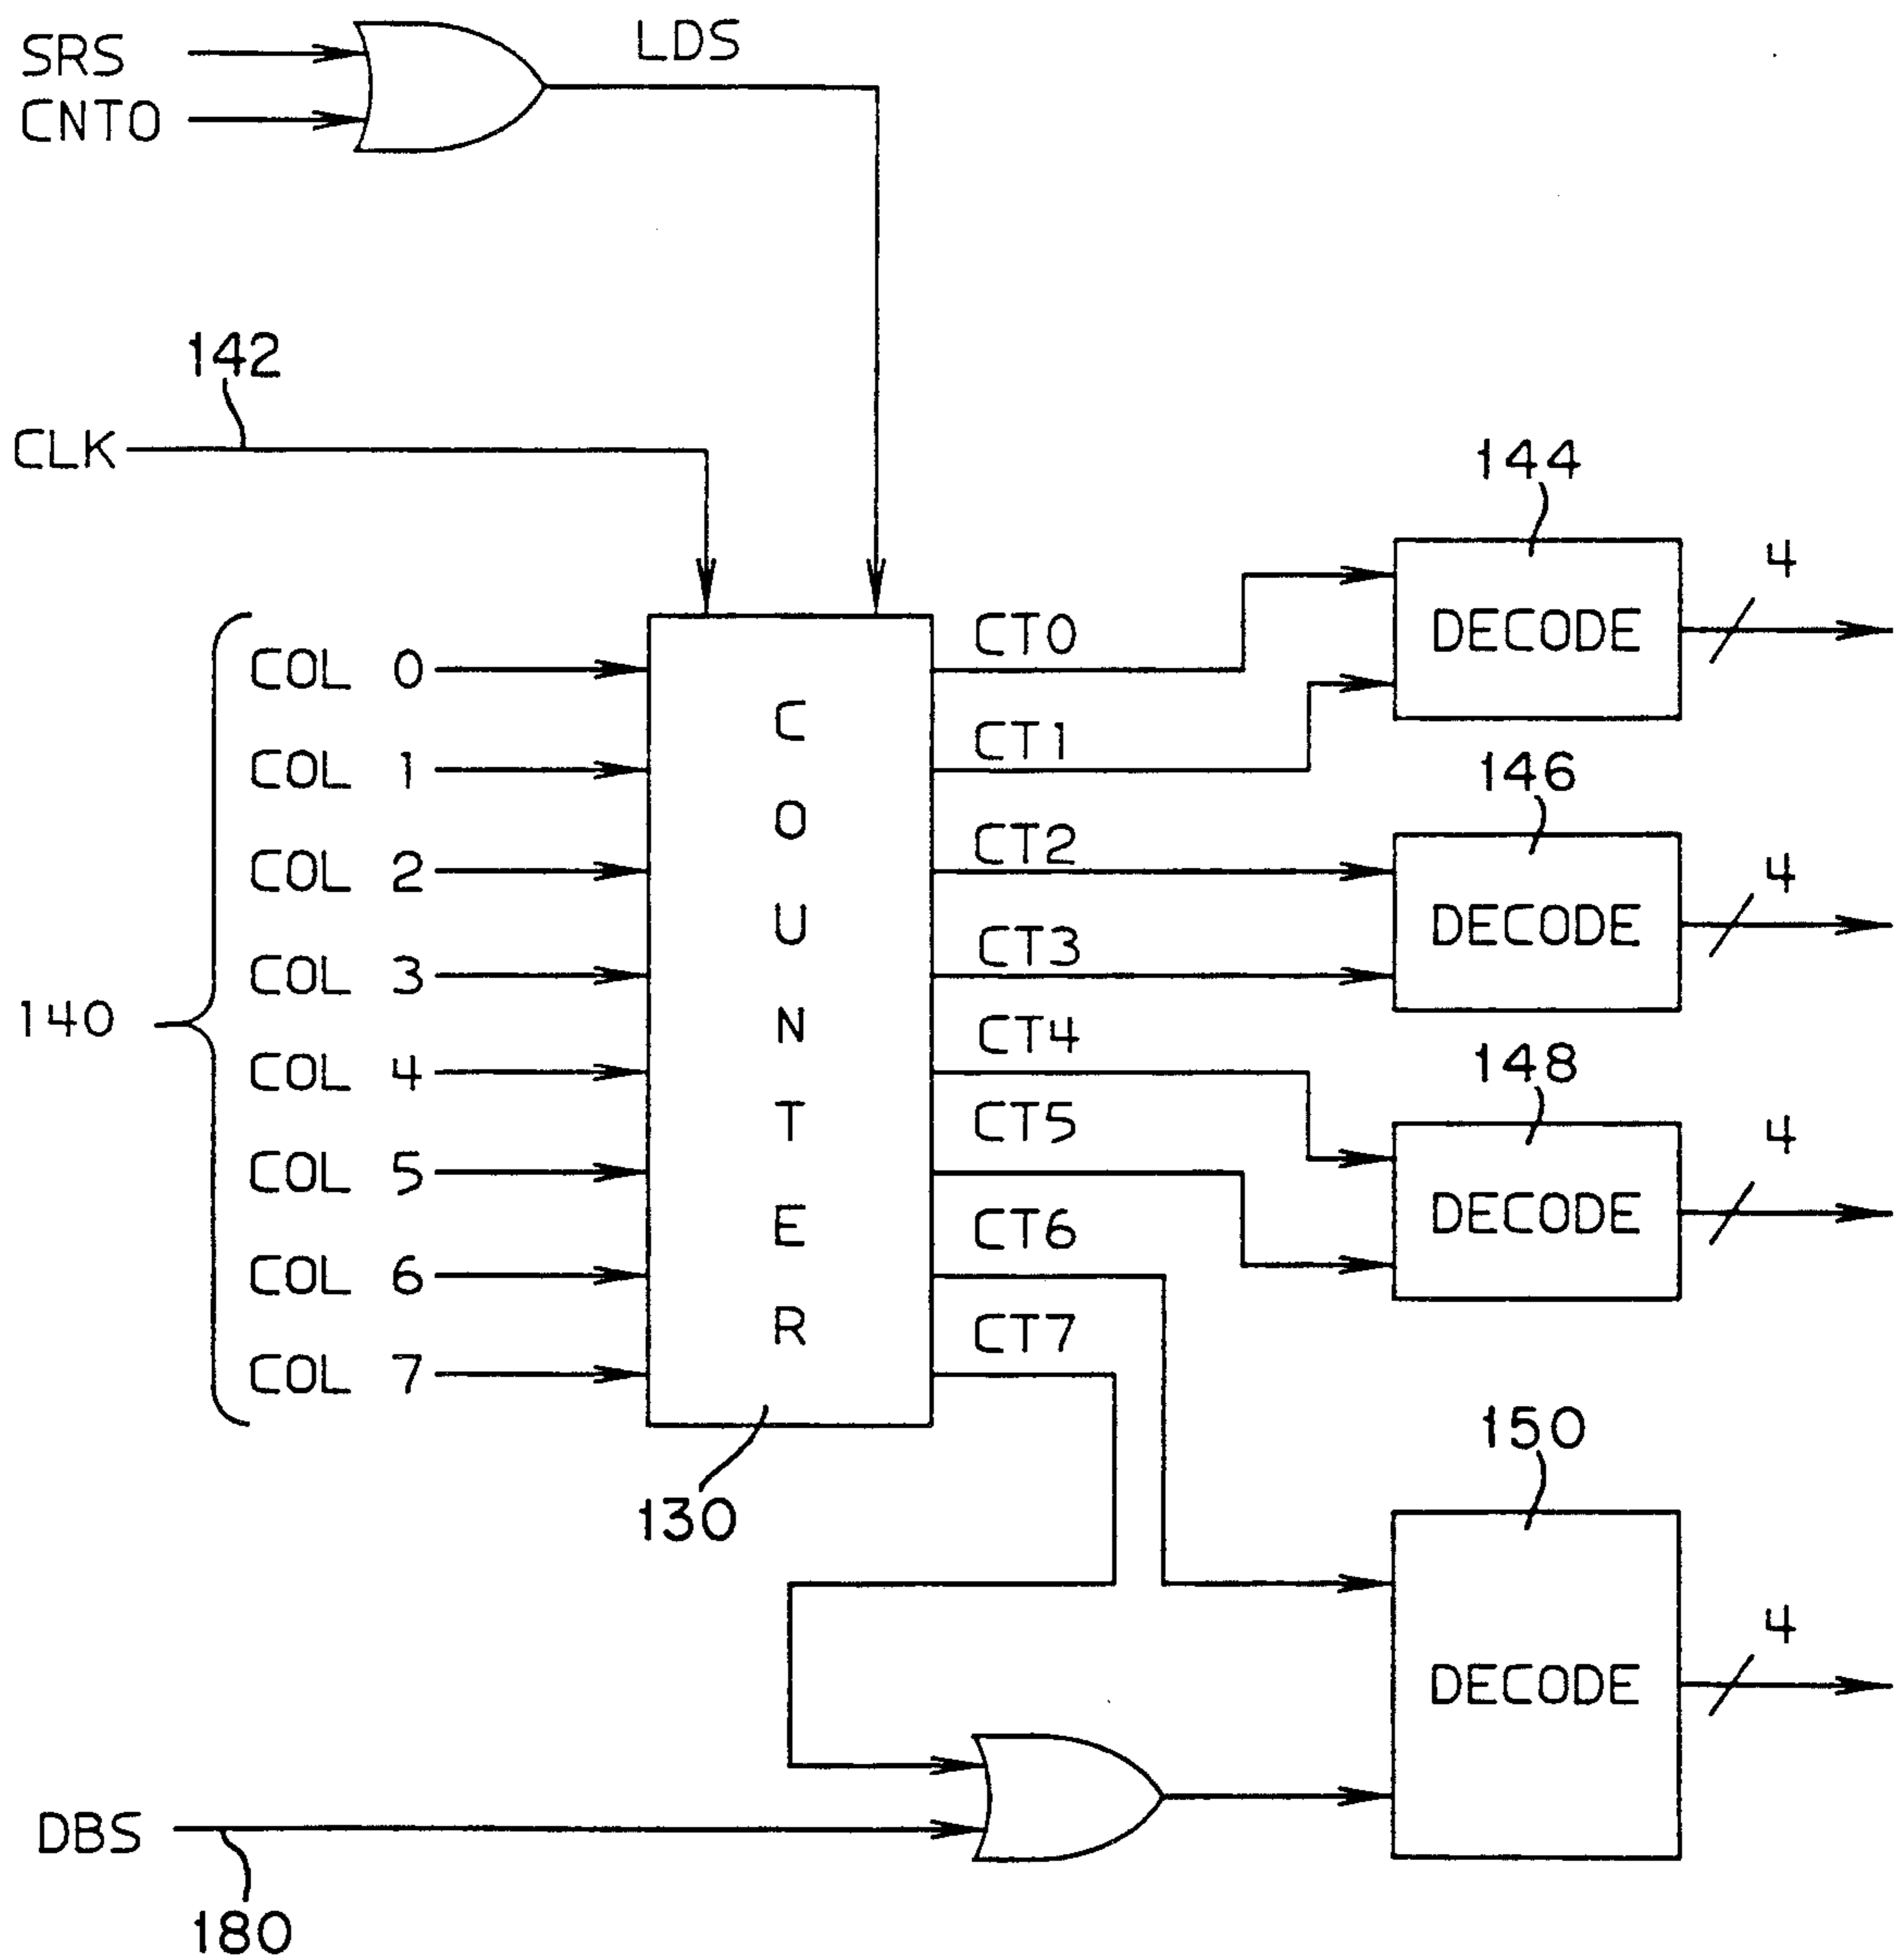 SRS
CNTO
LDS
142
CLK
144
4
DECODE
140
COL 0
COL 1
COL 2
COL 3
COL 4
COL 5
COL 6
COL 7
COUNTER
130
CT0
CT1
CT2
CT3
CT4
CT5
CT6
CT7
146
4
DECODE
148
4
DECODE
150
4
DECODE
DBS
180